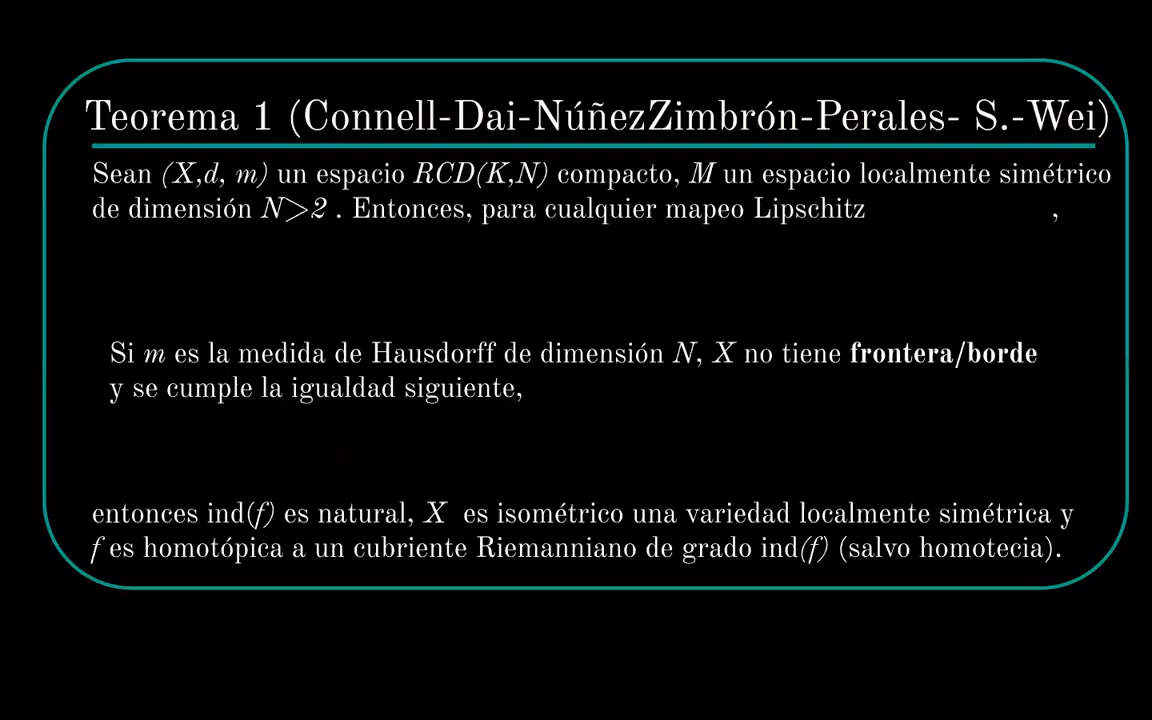 Teorema 1 (Connell-Dai-NúñezZimbrón-Perales- S.-Wei)
Sean (X,d, m) un espacio RCD(K,N) compacto, M un espacio localmente simétrico
de dimensión N>2 . Entonces, para cualquier mapeo Lipschitz ,
Si m es la medida de Hausdorff de dimensión N, X no tiene frontera/borde
y se cumple la igualdad siguiente,
entonces ind(f) es natural, X es isométrico una variedad localmente simétrica y
f es homotópica a un cubriente Riemanniano de grado ind(f) (salvo homotecia).